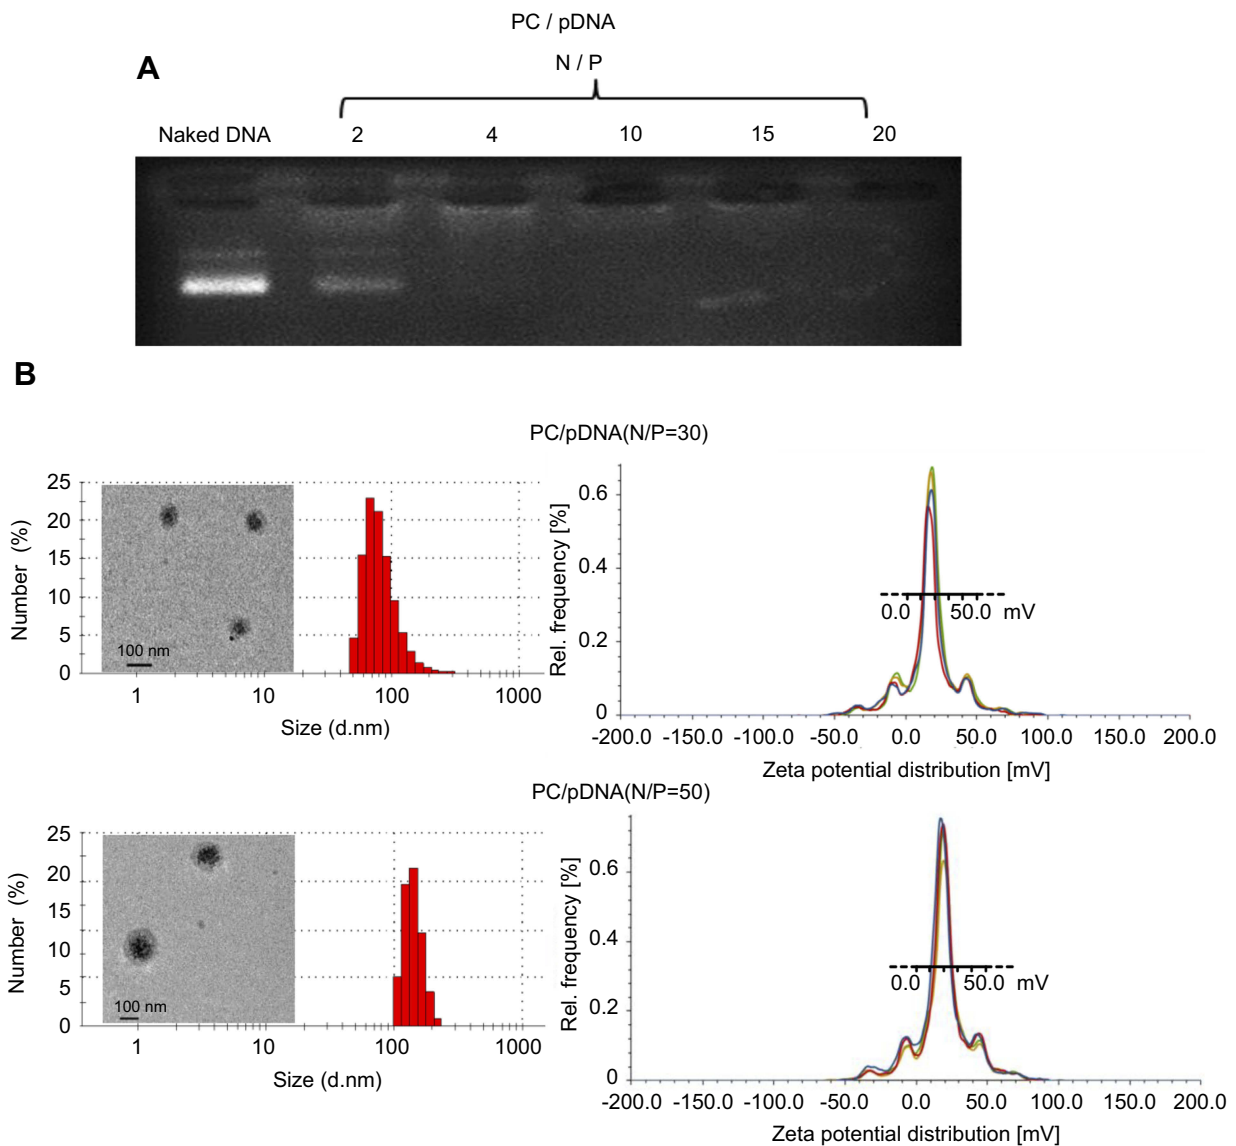 PC / pDNA
A
N / P
Naked DNA 2 4 10 15 20
B
PC/pDNA(N/P=30)
25
20
15
10
5
0
Number (%)
100 nm
1 10 100 1000
Size (d.nm)
Rel. frequency [%]
0.6
0.4
0.2
0
0.0 50.0 mV
-200.0 -150.0 -100.0 -50.0 0.0 50.0 100.0 150.0 200.0
Zeta potential distribution [mV]
PC/pDNA(N/P=50)
25
20
15
10
5
0
Number (%)
100 nm
1 10 100 1000
Size (d.nm)
Rel. frequency [%]
0.6
0.4
0.2
0
0.0 50.0 mV
-200.0 -150.0 -100.0 -50.0 0.0 50.0 100.0 150.0 200.0
Zeta potential distribution [mV]